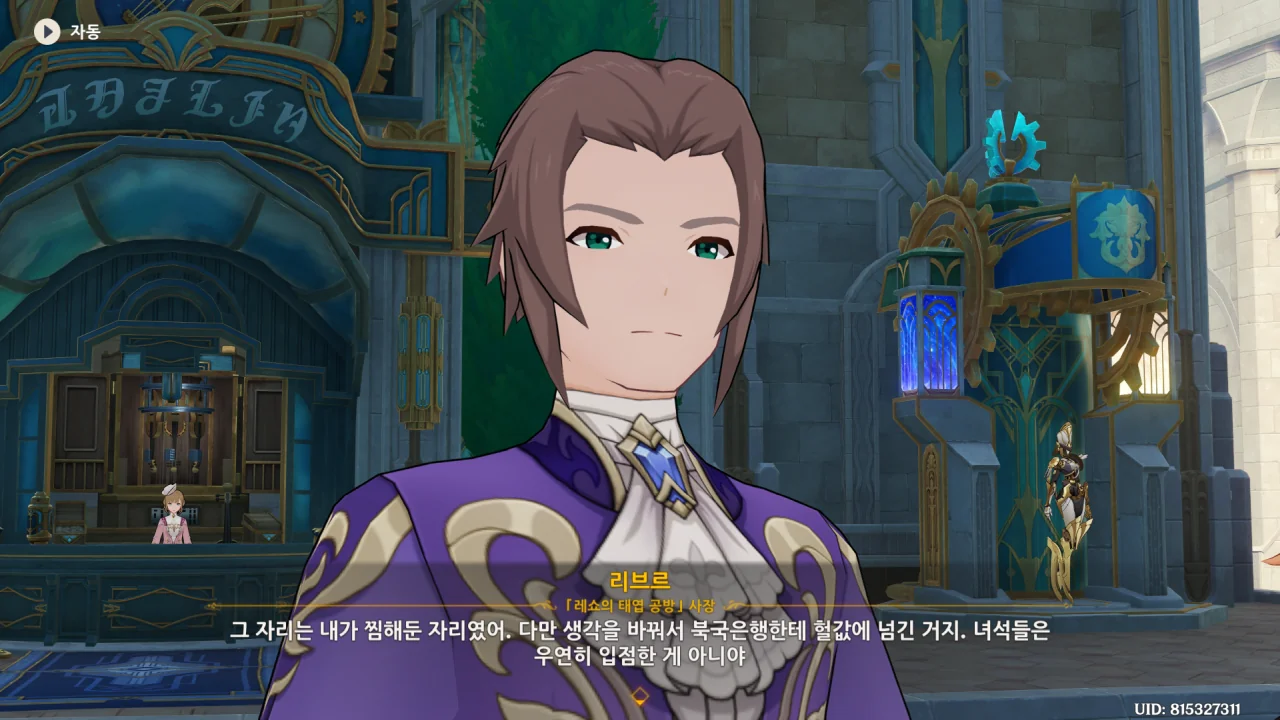 자동
리브르
「레쇼의 태엽 공방」 사장
그 자리는 내가 찜해둔 자리였어. 다만 생각을 바꿔서 북국은행한테 헐값에 넘긴 거지. 녀석들은
우연히 입점한 게 아니야
UID: 815327311